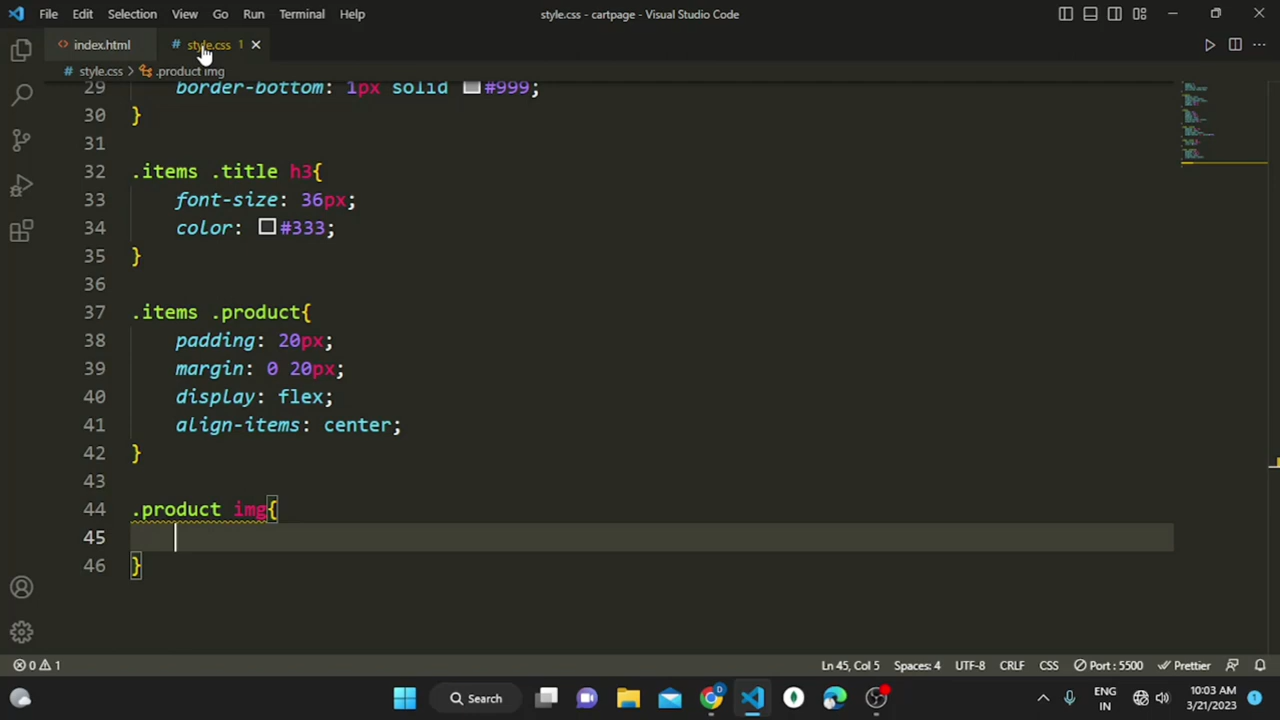 File Edit Selection View Go Run Terminal Help style.css - cartpage - Visual Studio Code
index.html # style.css 1
# style.css > .product img
29 border-bottom: 1px solid #999;
30 }
31
32 .items .title h3{
33 font-size: 36px;
34 color: #333;
35 }
36
37 .items .product{
38 padding: 20px;
39 margin: 0 20px;
40 display: flex;
41 align-items: center;
42 }
43
44 .product img{
45
46 }
0 1 Ln 45, Col 5 Spaces: 4 UTF-8 CRLF CSS Port : 5500 Prettier
Search ENG IN 10:03 AM 3/21/2023 1